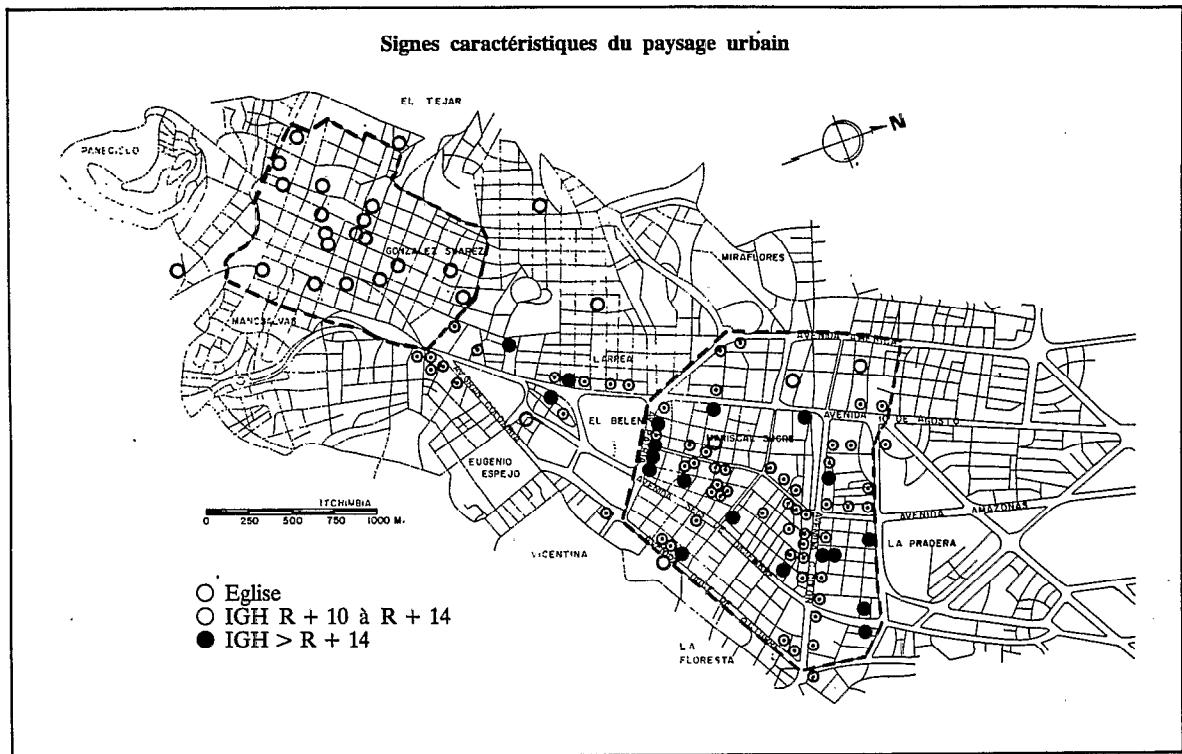 Signes caractéristiques du paysage urbain
EL TEJAR
N
PANECILLO
GONZALEZ SUAREZ
MIRAFLORES
MANOSALVAS
LARREA
AVENIDA AMERICA
EL BELEN
AVENIDA 10 DE AGOSTO
MARISCAL SUCRE
EUGENIO
ESPEJO
AVENIDA
ITCHIMBIA
0 250 500 750 1000 M.
AVENIDA AMAZONAS
LA PRADERA
VICENTINA
LA
FLORESTA
Eglise
IGH R + 10 à R + 14
IGH > R + 14